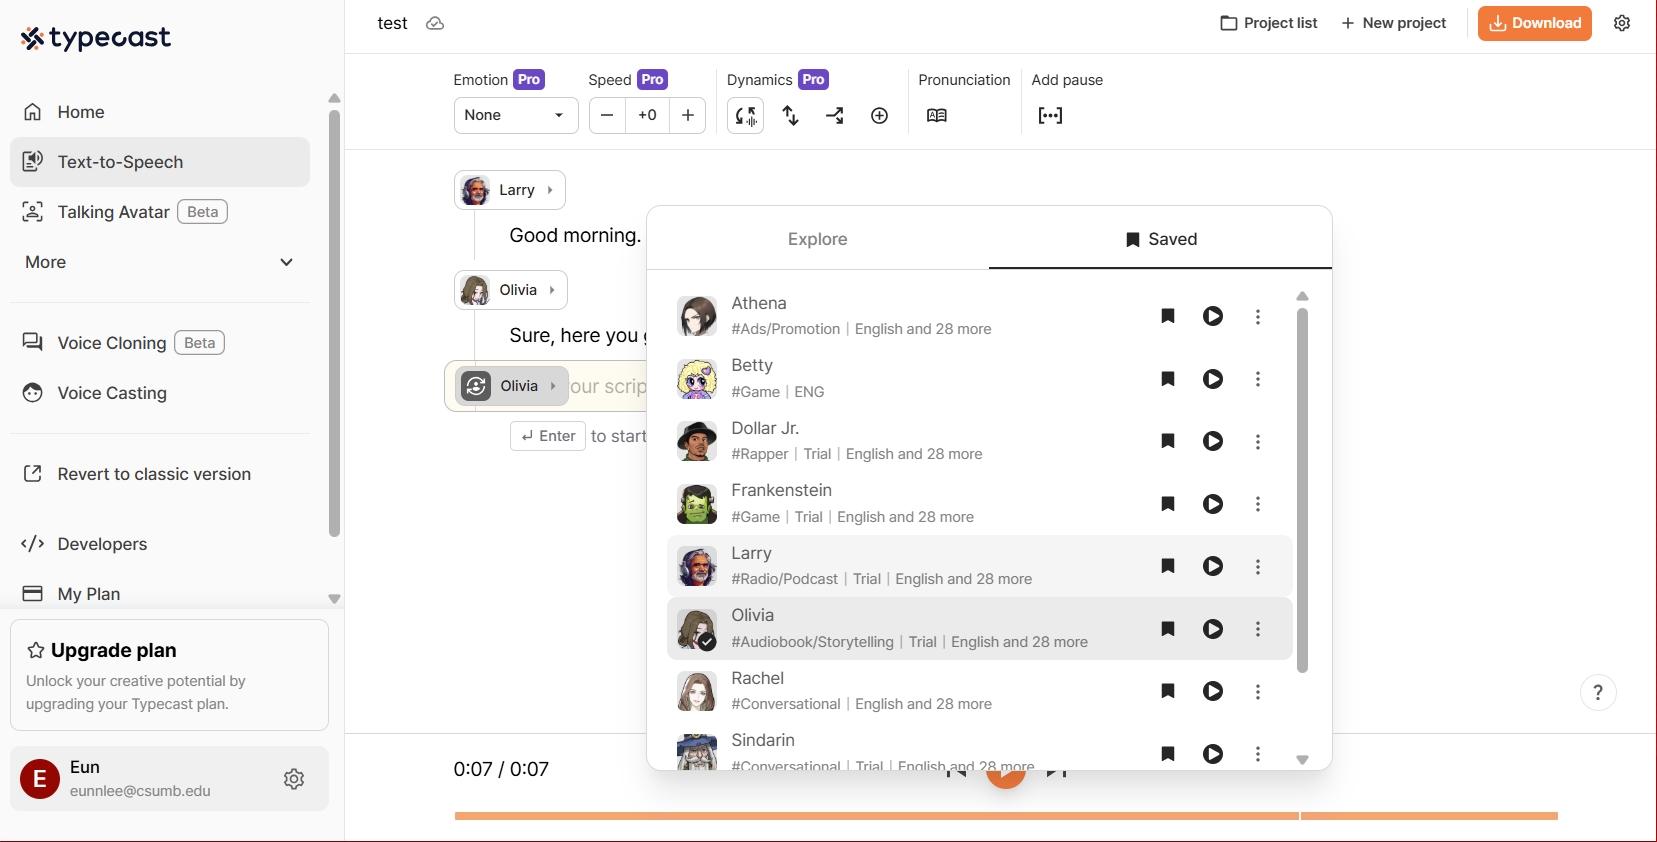 typecast
Home
Text-to-Speech
Talking Avatar Beta
More
Voice Cloning Beta
Voice Casting
Revert to classic version
Developers
My Plan
Upgrade plan
Unlock your creative potential by
upgrading your Typecast plan.
E
Eun
eunnlee@csumb.edu
test
Project list
New project
Download
Emotion Pro
Speed Pro
Dynamics Pro
Pronunciation
Add pause
None
+0
Larry
Good morning.
Olivia
Sure, here you
Olivia
our scrip
Enter to start
Explore
Saved
Athena
#Ads/Promotion | English and 28 more
Betty
#Game | ENG
Dollar Jr.
#Rapper | Trial | English and 28 more
Frankenstein
#Game | Trial | English and 28 more
Larry
#Radio/Podcast | Trial | English and 28 more
Olivia
#Audiobook/Storytelling | Trial | English and 28 more
Rachel
#Conversational | English and 28 more
Sindarin
#Conversational | Trial | English and 28 more
?
0:07 / 0:07